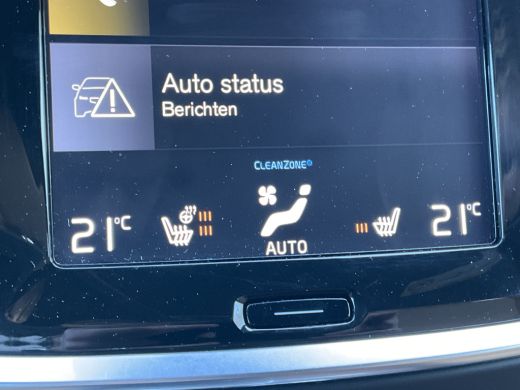 Auto status
Berichten
CLEANZONE
21°C
21°C
AUTO